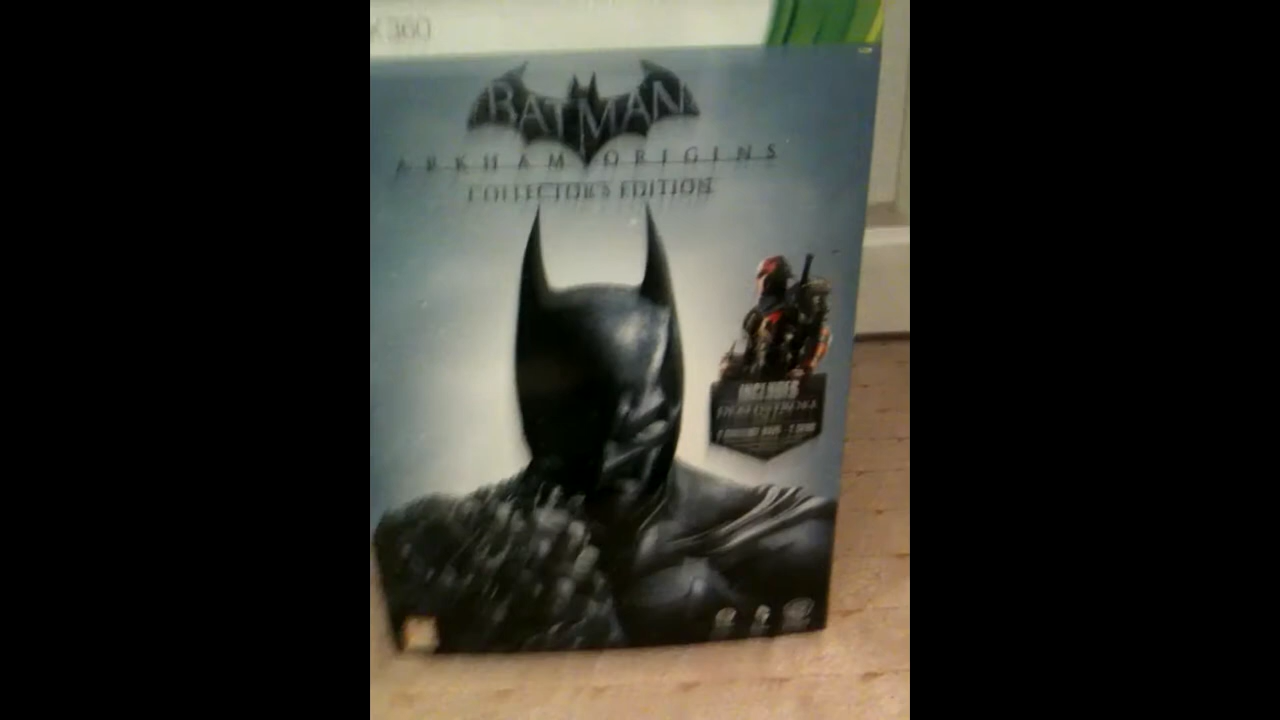 360
BATMAN
ARKHAM ORIGINS
COLLECTOR'S EDITION
INCLUDES